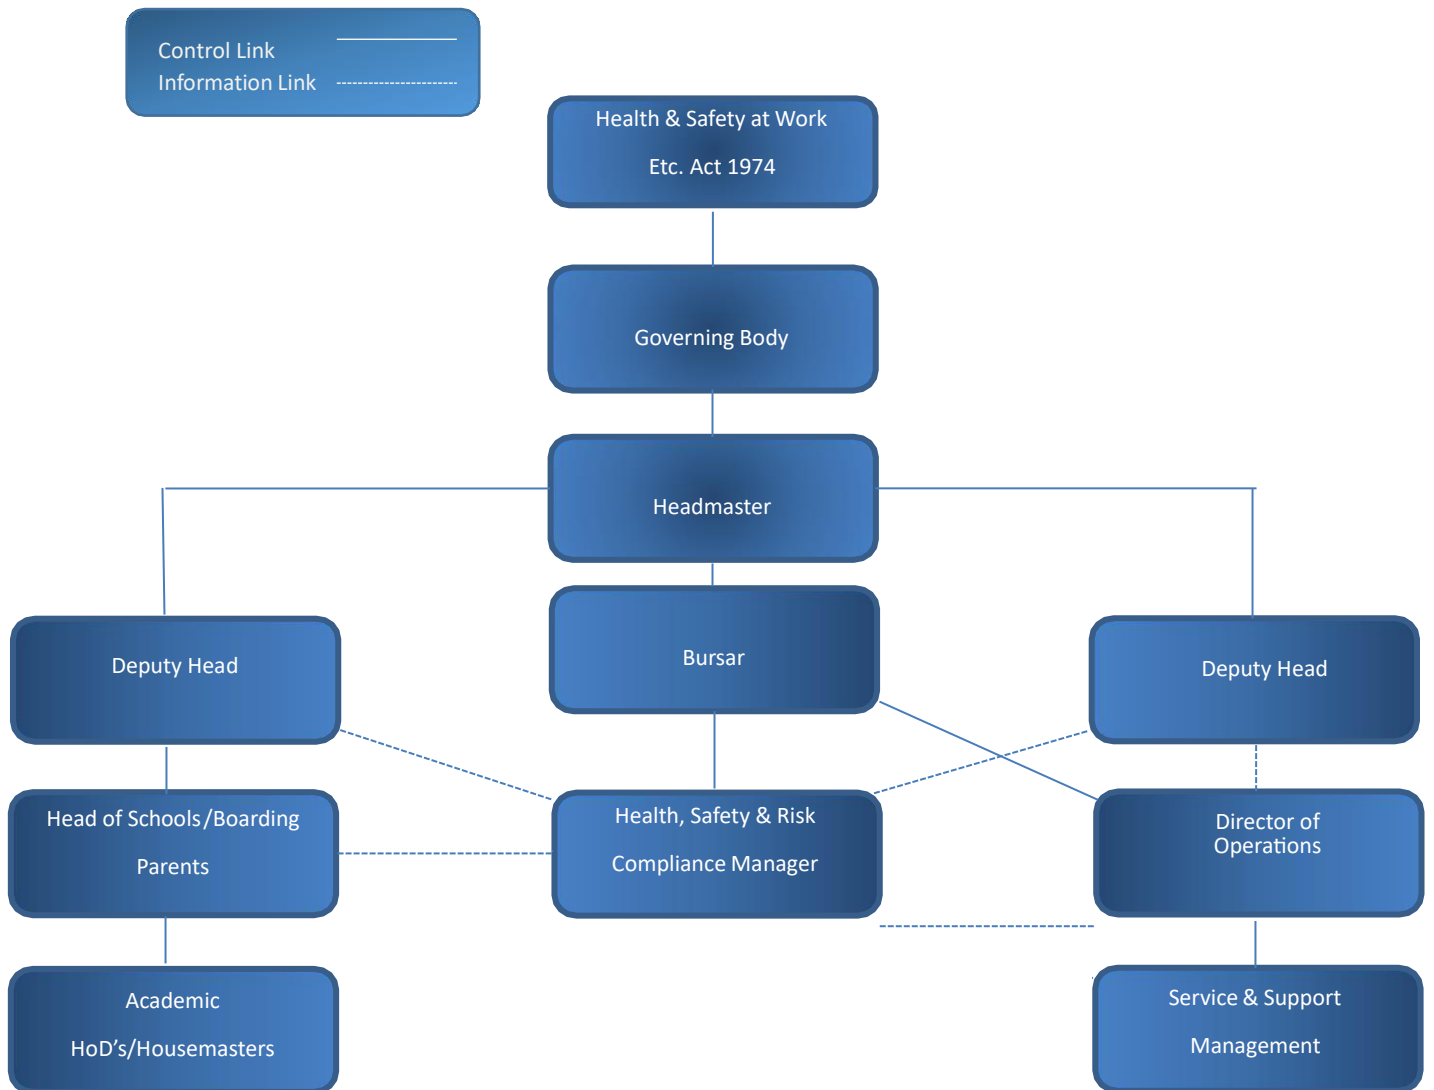 Control Link
Information Link
Health & Safety at Work
Etc. Act 1974
Governing Body
Headmaster
Deputy Head
Bursar
Deputy Head
Head of Schools/Boarding
Parents
Health, Safety & Risk
Compliance Manager
Director of
Operations
Academic
HoD’s/Housemasters
Service & Support
Management